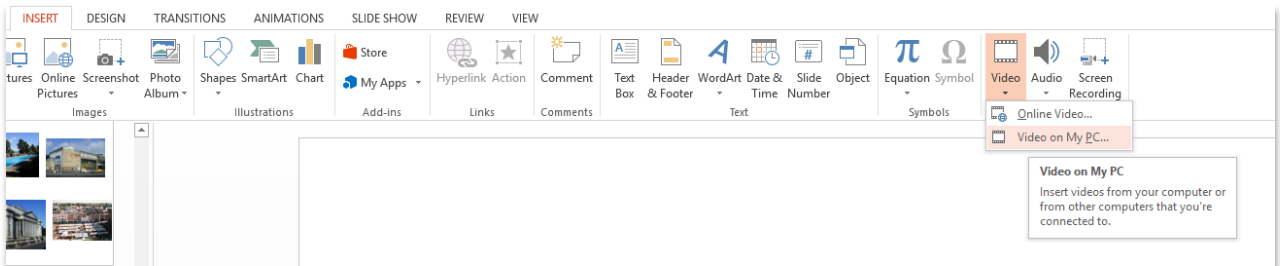 INSERT DESIGN TRANSITIONS ANIMATIONS SLIDE SHOW REVIEW VIEW
tures Online Pictures Screenshot Photo Album Shapes SmartArt Chart Store My Apps Hyperlink Action Comment Text Box Header & Footer WordArt Date & Time Slide Number Object Equation Symbol Video Audio Screen Recording
Images Illustrations Add-ins Links Comments Text Symbols
Online Video...
Video on My PC...
Video on My PC
Insert videos from your computer or
from other computers that you're
connected to.